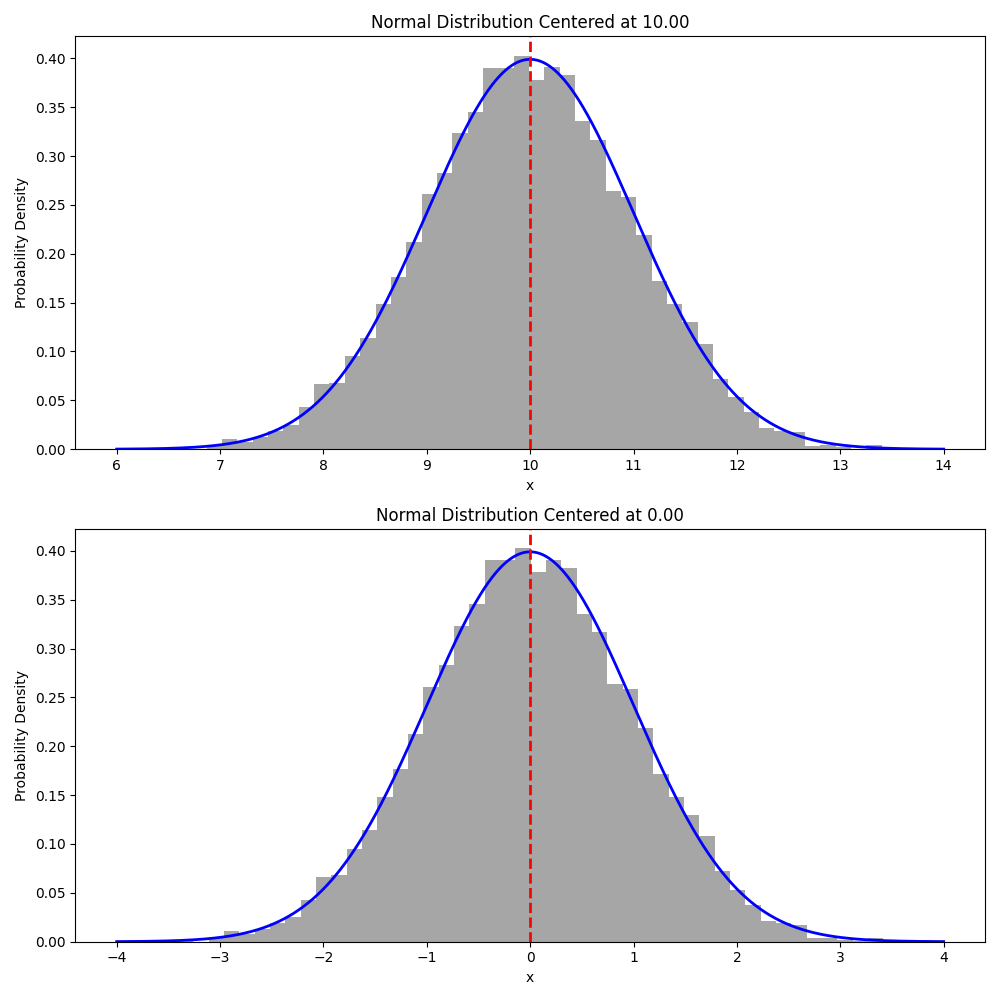 Normal Distribution Centered at 10.00
Probability Density
0.40
0.35
0.30
0.25
0.20
0.15
0.10
0.05
0.00
6 7 8 9 10 11 12 13 14
x
Normal Distribution Centered at 0.00
Probability Density
0.40
0.35
0.30
0.25
0.20
0.15
0.10
0.05
0.00
−4 −3 −2 −1 0 1 2 3 4
x